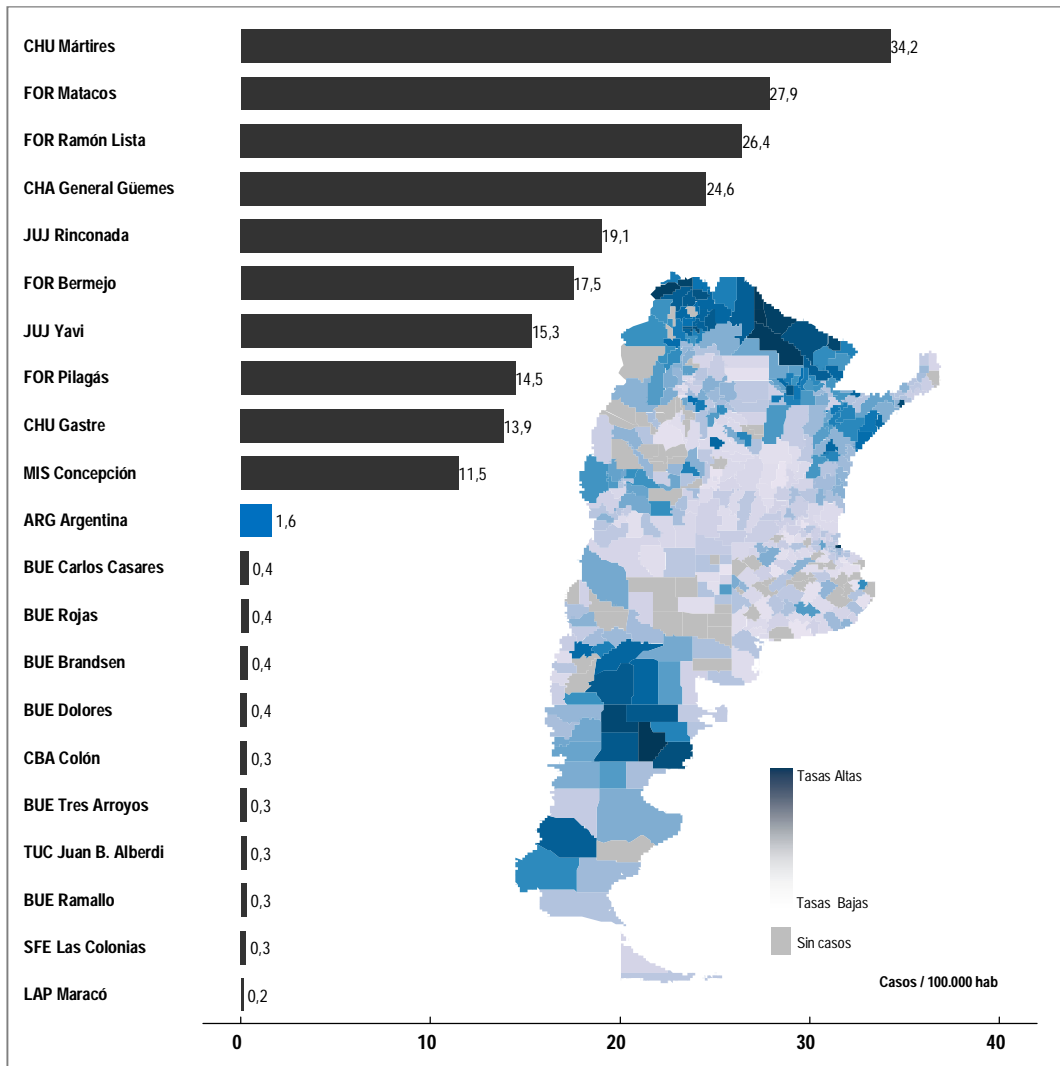 CHU Mártires 34,2
FOR Matacos 27,9
FOR Ramón Lista 26,4
CHA General Güemes 24,6
JUJ Rinconada 19,1
FOR Bermejo 17,5
JUJ Yavi 15,3
FOR Pilagás 14,5
CHU Gastre 13,9
MIS Concepción 11,5
ARG Argentina 1,6
BUE Carlos Casares 0,4
BUE Rojas 0,4
BUE Brandsen 0,4
BUE Dolores 0,4
CBA Colón 0,3
BUE Tres Arroyos 0,3
TUC Juan B. Alberdi 0,3
BUE Ramallo 0,3
SFE Las Colonias 0,3
LAP Maracó 0,2
Tasas Altas
Tasas Bajas
Sin casos
Casos / 100.000 hab
0 10 20 30 40